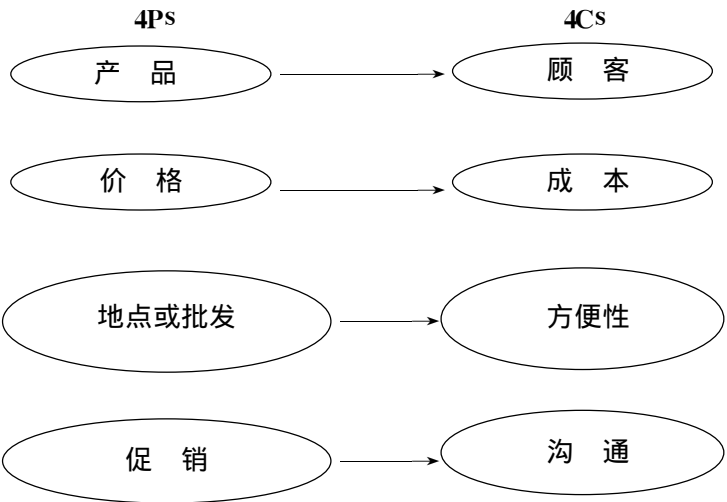 4Ps 4Cs
产 品 顾 客
价 格 成 本
地点或批发 方便性
促 销 沟 通